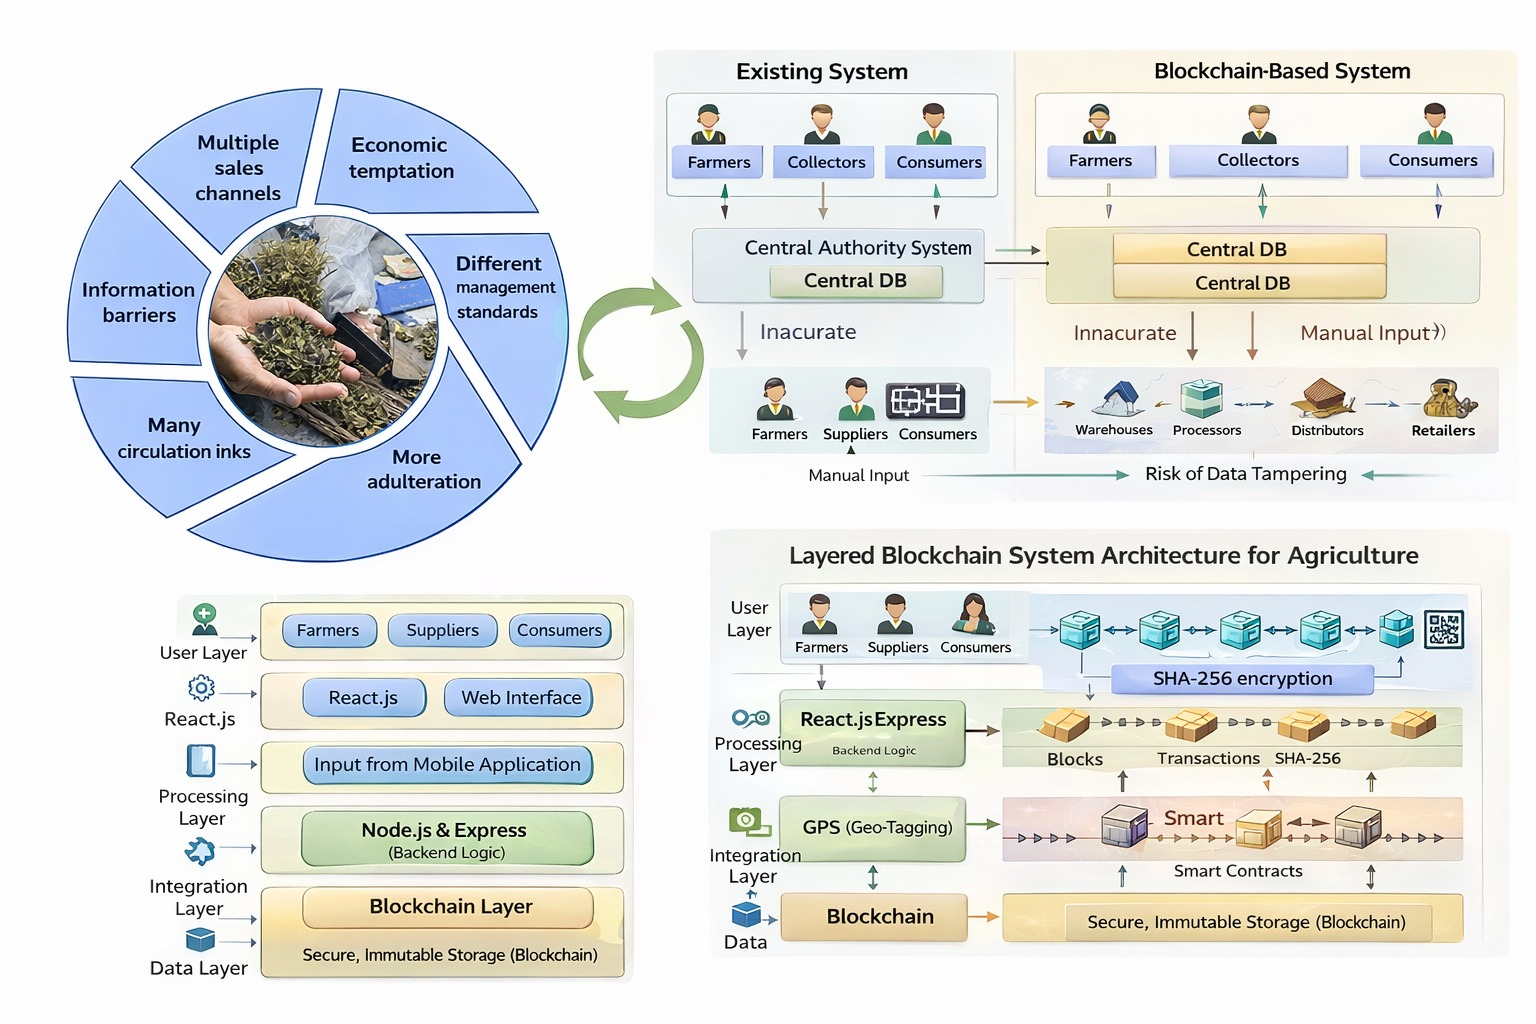 Multiple
sales
channels
Economic
temptation
Different
management
standards
Information
barriers
Many
circulation inks
More
adulteration
Existing System
Farmers
Collectors
Consumers
Central Authority System
Central DB
Inacurate
Farmers
Suppliers
Consumers
Manual Input
Blockchain-Based System
Farmers
Collectors
Consumers
Central DB
Central DB
Innacurate
Manual Input))
Warehouses
Processors
Distributors
Retailers
Risk of Data Tampering
User Layer
Farmers
Suppliers
Consumers
React.js
React.js
Web Interface
Processing
Layer
Input from Mobile Application
Integration
Layer
Node.js & Express
(Backend Logic)
Data Layer
Blockchain Layer
Secure, Immutable Storage (Blockchain)
Layered Blockchain System Architecture for Agriculture
User
Layer
Farmers
Suppliers
Consumers
SHA-256 encryption
Processing
Layer
React.js Express
Backend Logic
Blocks
Transactions
SHA-256
Integration
Layer
GPS (Geo-Tagging)
Smart
Smart Contracts
Data
Blockchain
Secure, Immutable Storage (Blockchain)